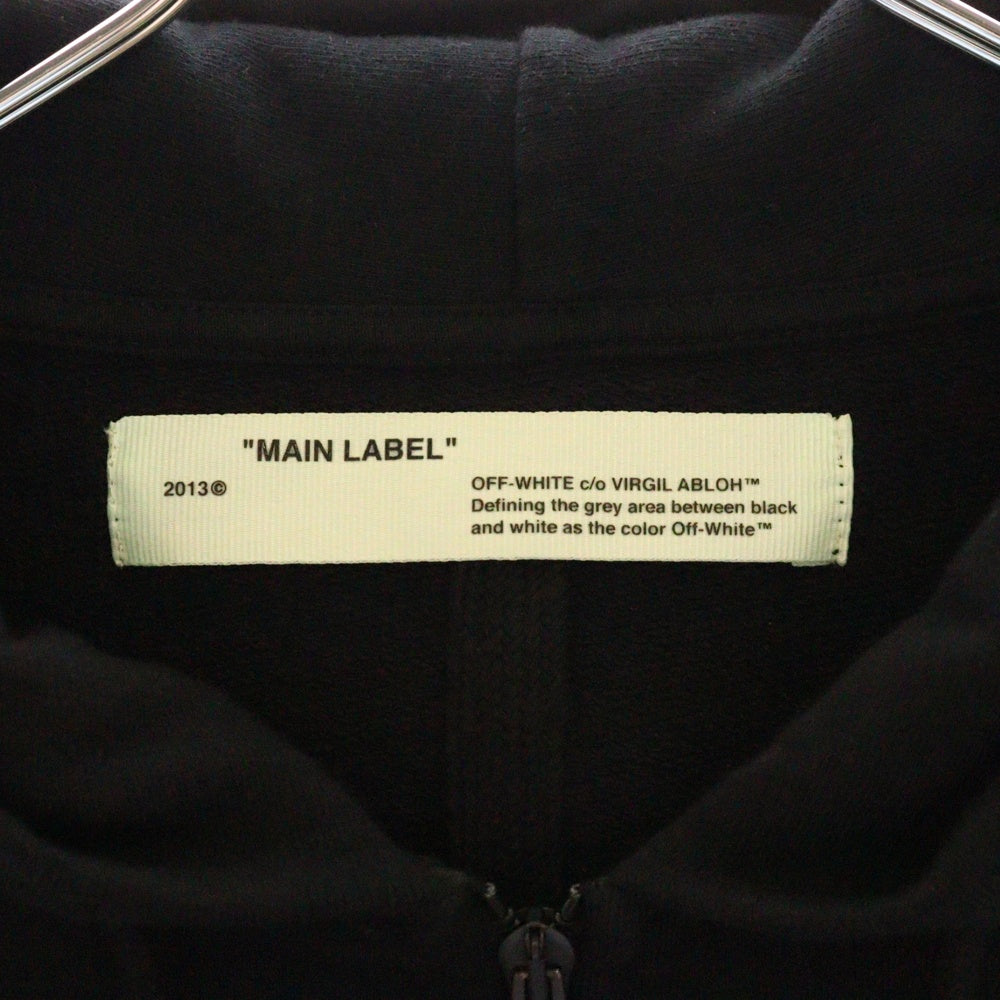 "MAIN LABEL"
2013©
OFF-WHITE c/o VIRGIL ABLOH™
Defining the grey area between black
and white as the color Off-White™